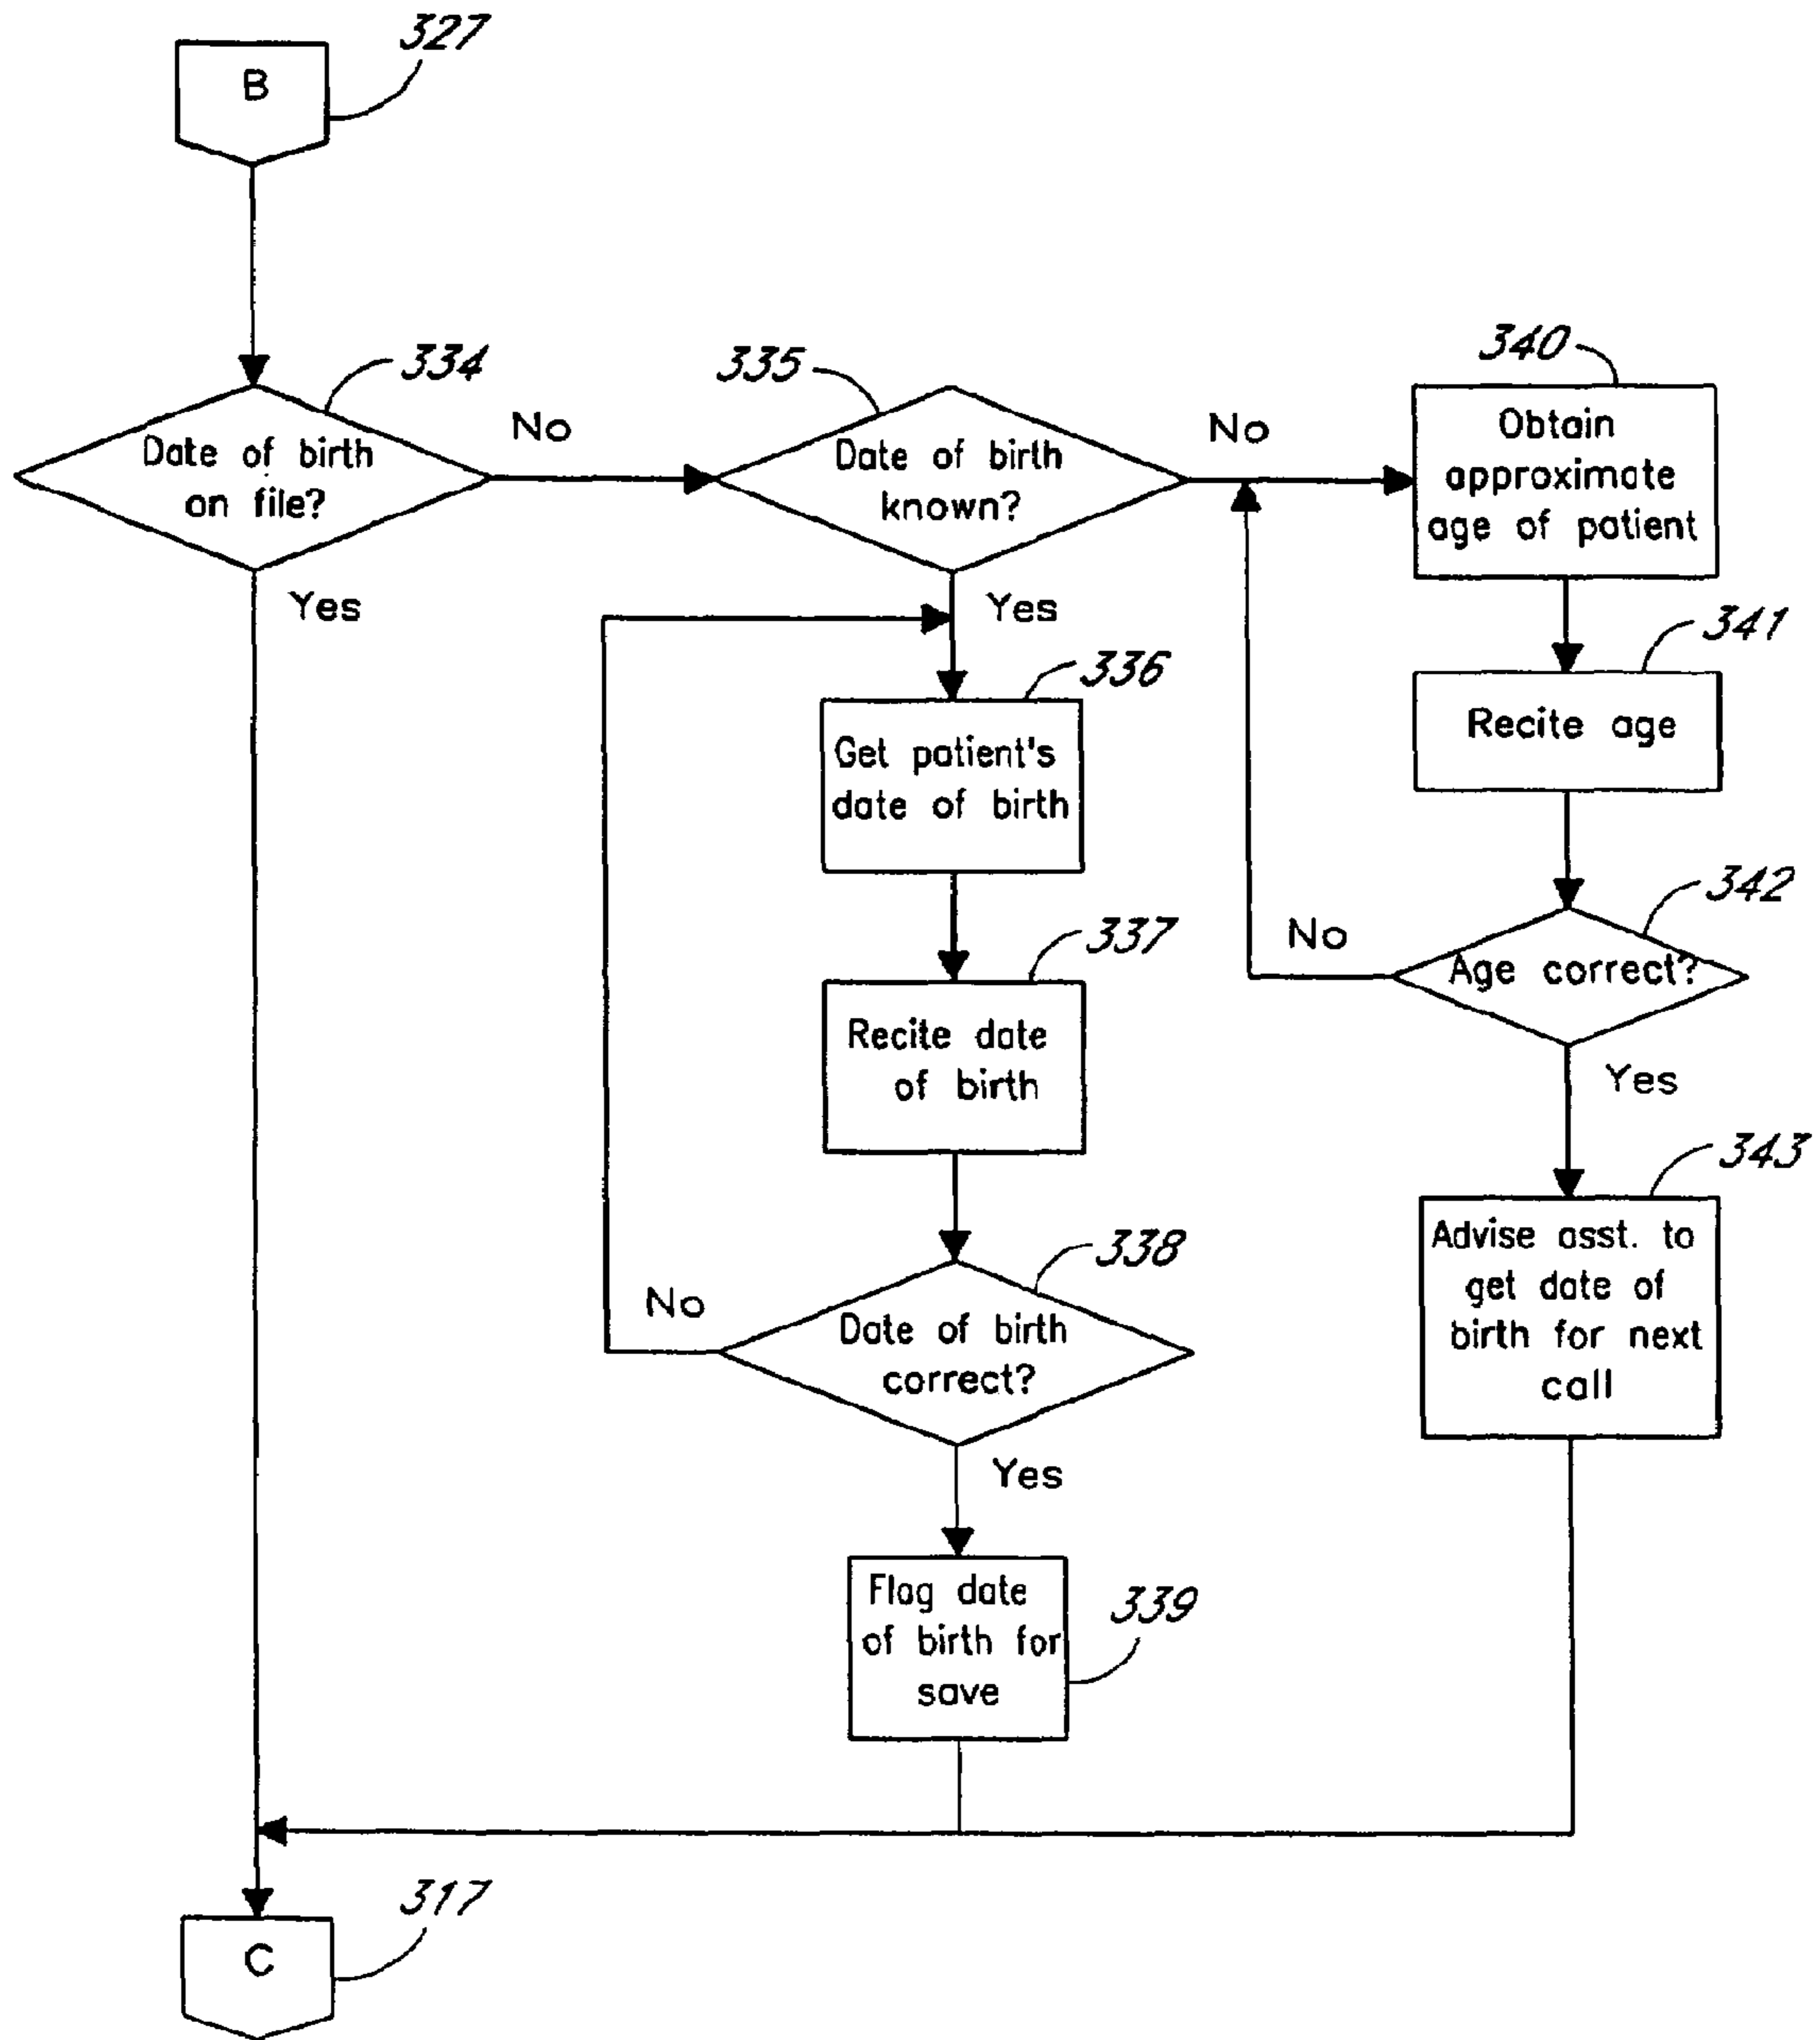 327
B
334
Date of birth
on file?
No
Yes
335
Date of birth
known?
No
Yes
340
Obtain
approximate
age of patient
341
Recite age
336
Get patient's
date of birth
342
Age correct?
No
Yes
337
Recite date
of birth
343
Advise asst. to
get date of
birth for next
call
338
Date of birth
correct?
No
Yes
339
Flag date
of birth for
save
317
C